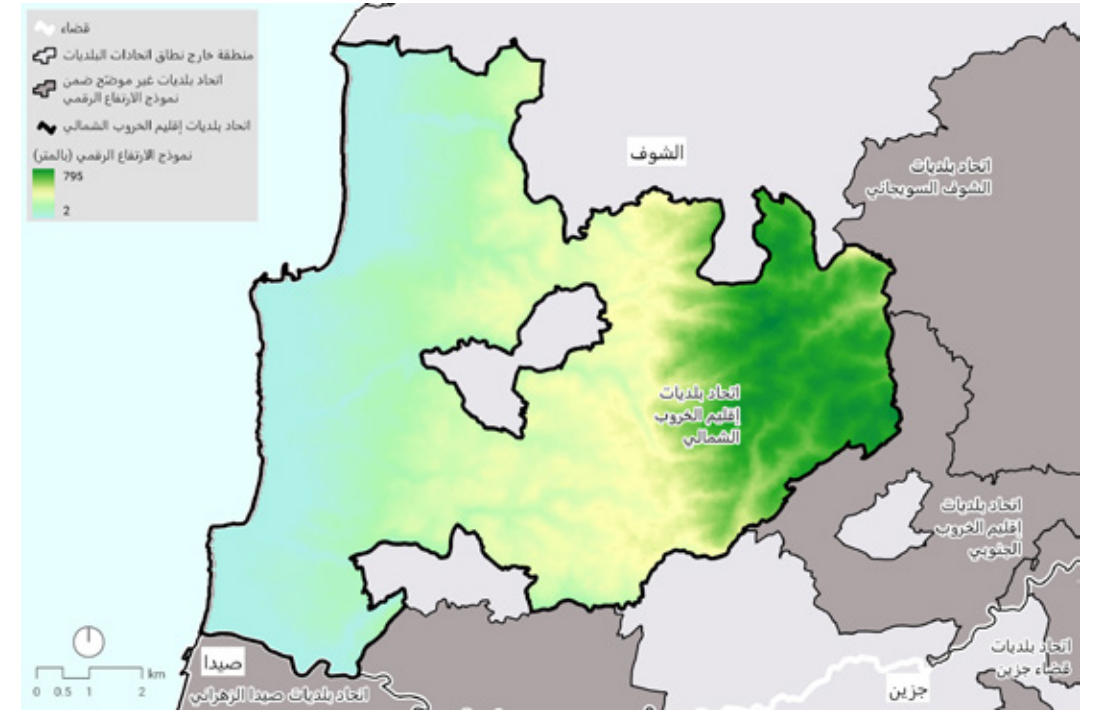 قضاء
منطقة خارج نطاق اتحادات البلديات
اتحاد بلديات غير موضّح ضمن
نموذج الارتفاع الرقمي
اتحاد بلديات إقليم الخروب الشمالي
نموذج الارتفاع الرقمي (بالمتر)
795
2
الشوف
اتحاد بلديات
الشوف السويجاني
اتحاد بلديات
إقليم الخروب
الشمالي
اتحاد بلديات
إقليم الخروب
الجنوبي
اتحاد بلديات
قضاء جزين
جزين
صيدا
اتحاد بلديات صيدا الزهراني
km
0 0.5 1 2